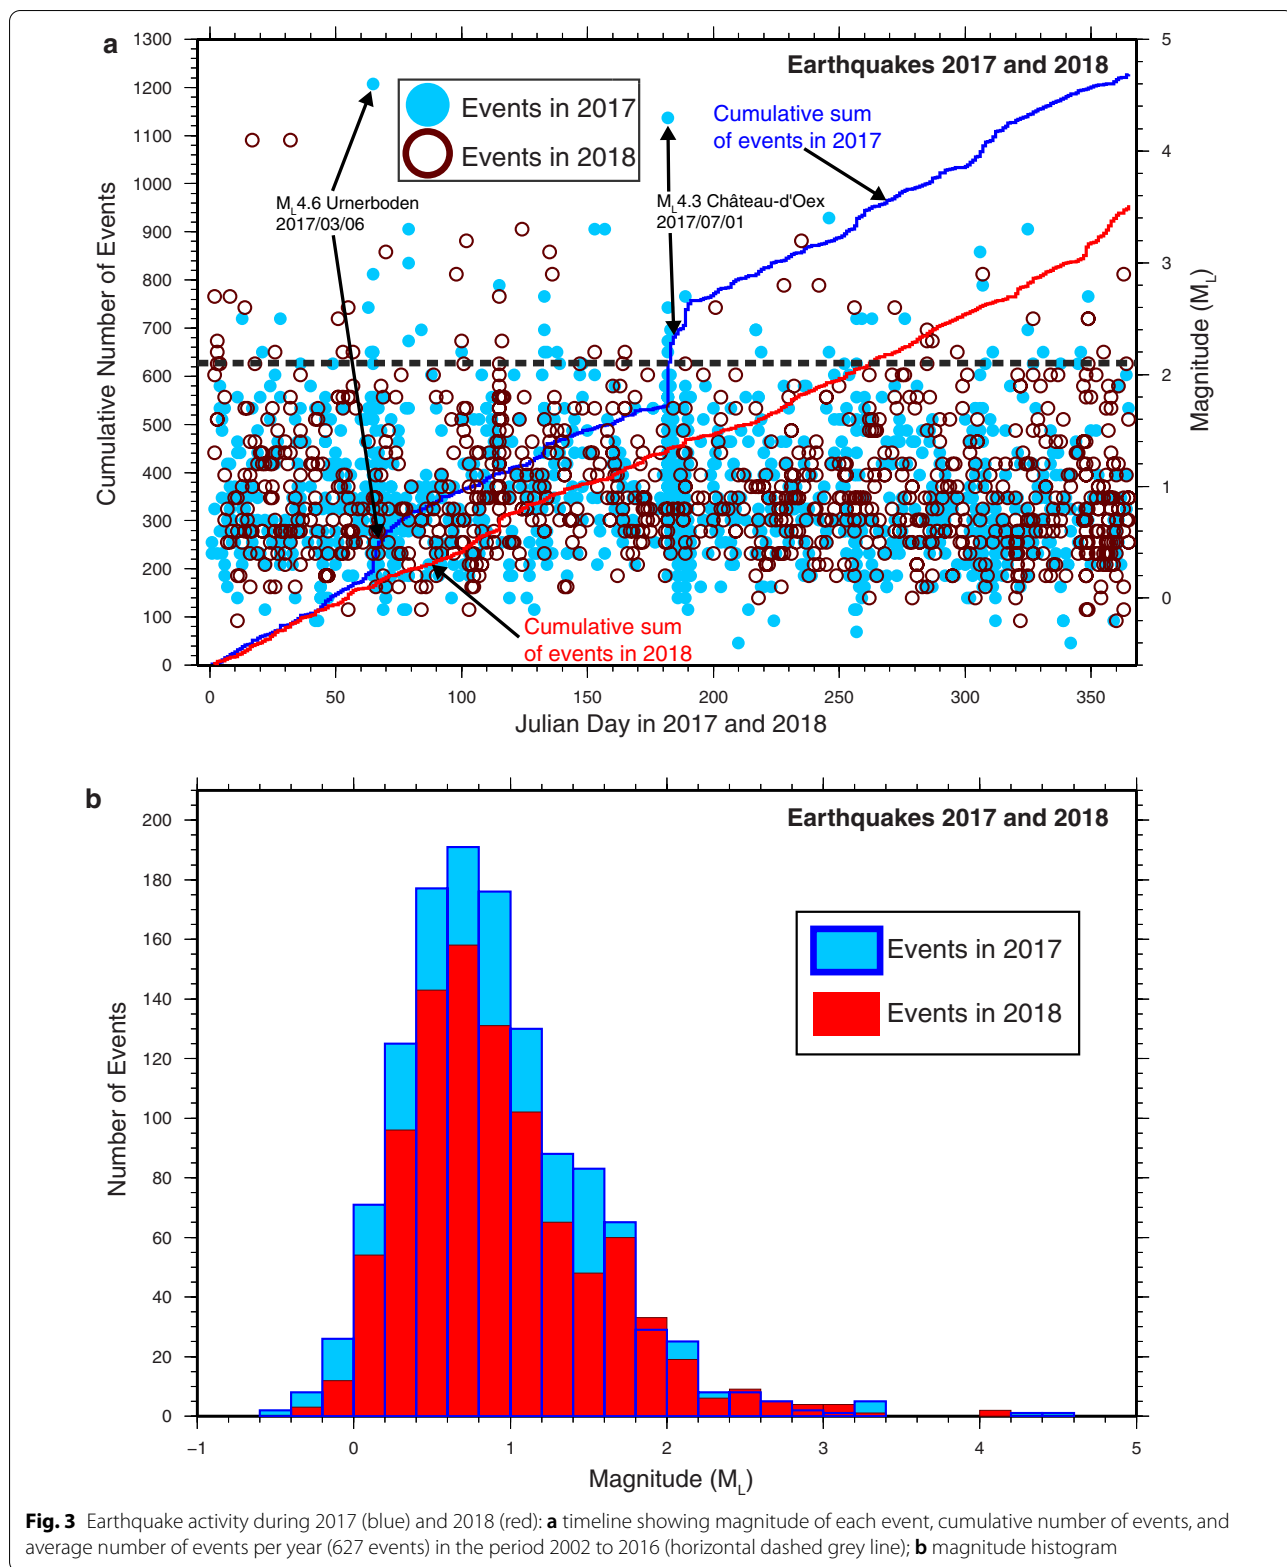 a
Earthquakes 2017 and 2018
Events in 2017
Events in 2018
Cumulative sum
of events in 2017
M_L4.6 Urnerboden
2017/03/06
M_L4.3 Château-d'Oex
2017/07/01
Cumulative sum
of events in 2018
Cumulative Number of Events
1300
1200
1100
1000
900
800
700
600
500
400
300
200
100
0
Magnitude (M_L)
5
4
3
2
1
0
0 50 100 150 200 250 300 350
Julian Day in 2017 and 2018
b
Earthquakes 2017 and 2018
Events in 2017
Events in 2018
Number of Events
200
180
160
140
120
100
80
60
40
20
0
−1 0 1 2 3 4 5
Magnitude (M_L)
Fig. 3 Earthquake activity during 2017 (blue) and 2018 (red): a timeline showing magnitude of each event, cumulative number of events, and
average number of events per year (627 events) in the period 2002 to 2016 (horizontal dashed grey line); b magnitude histogram